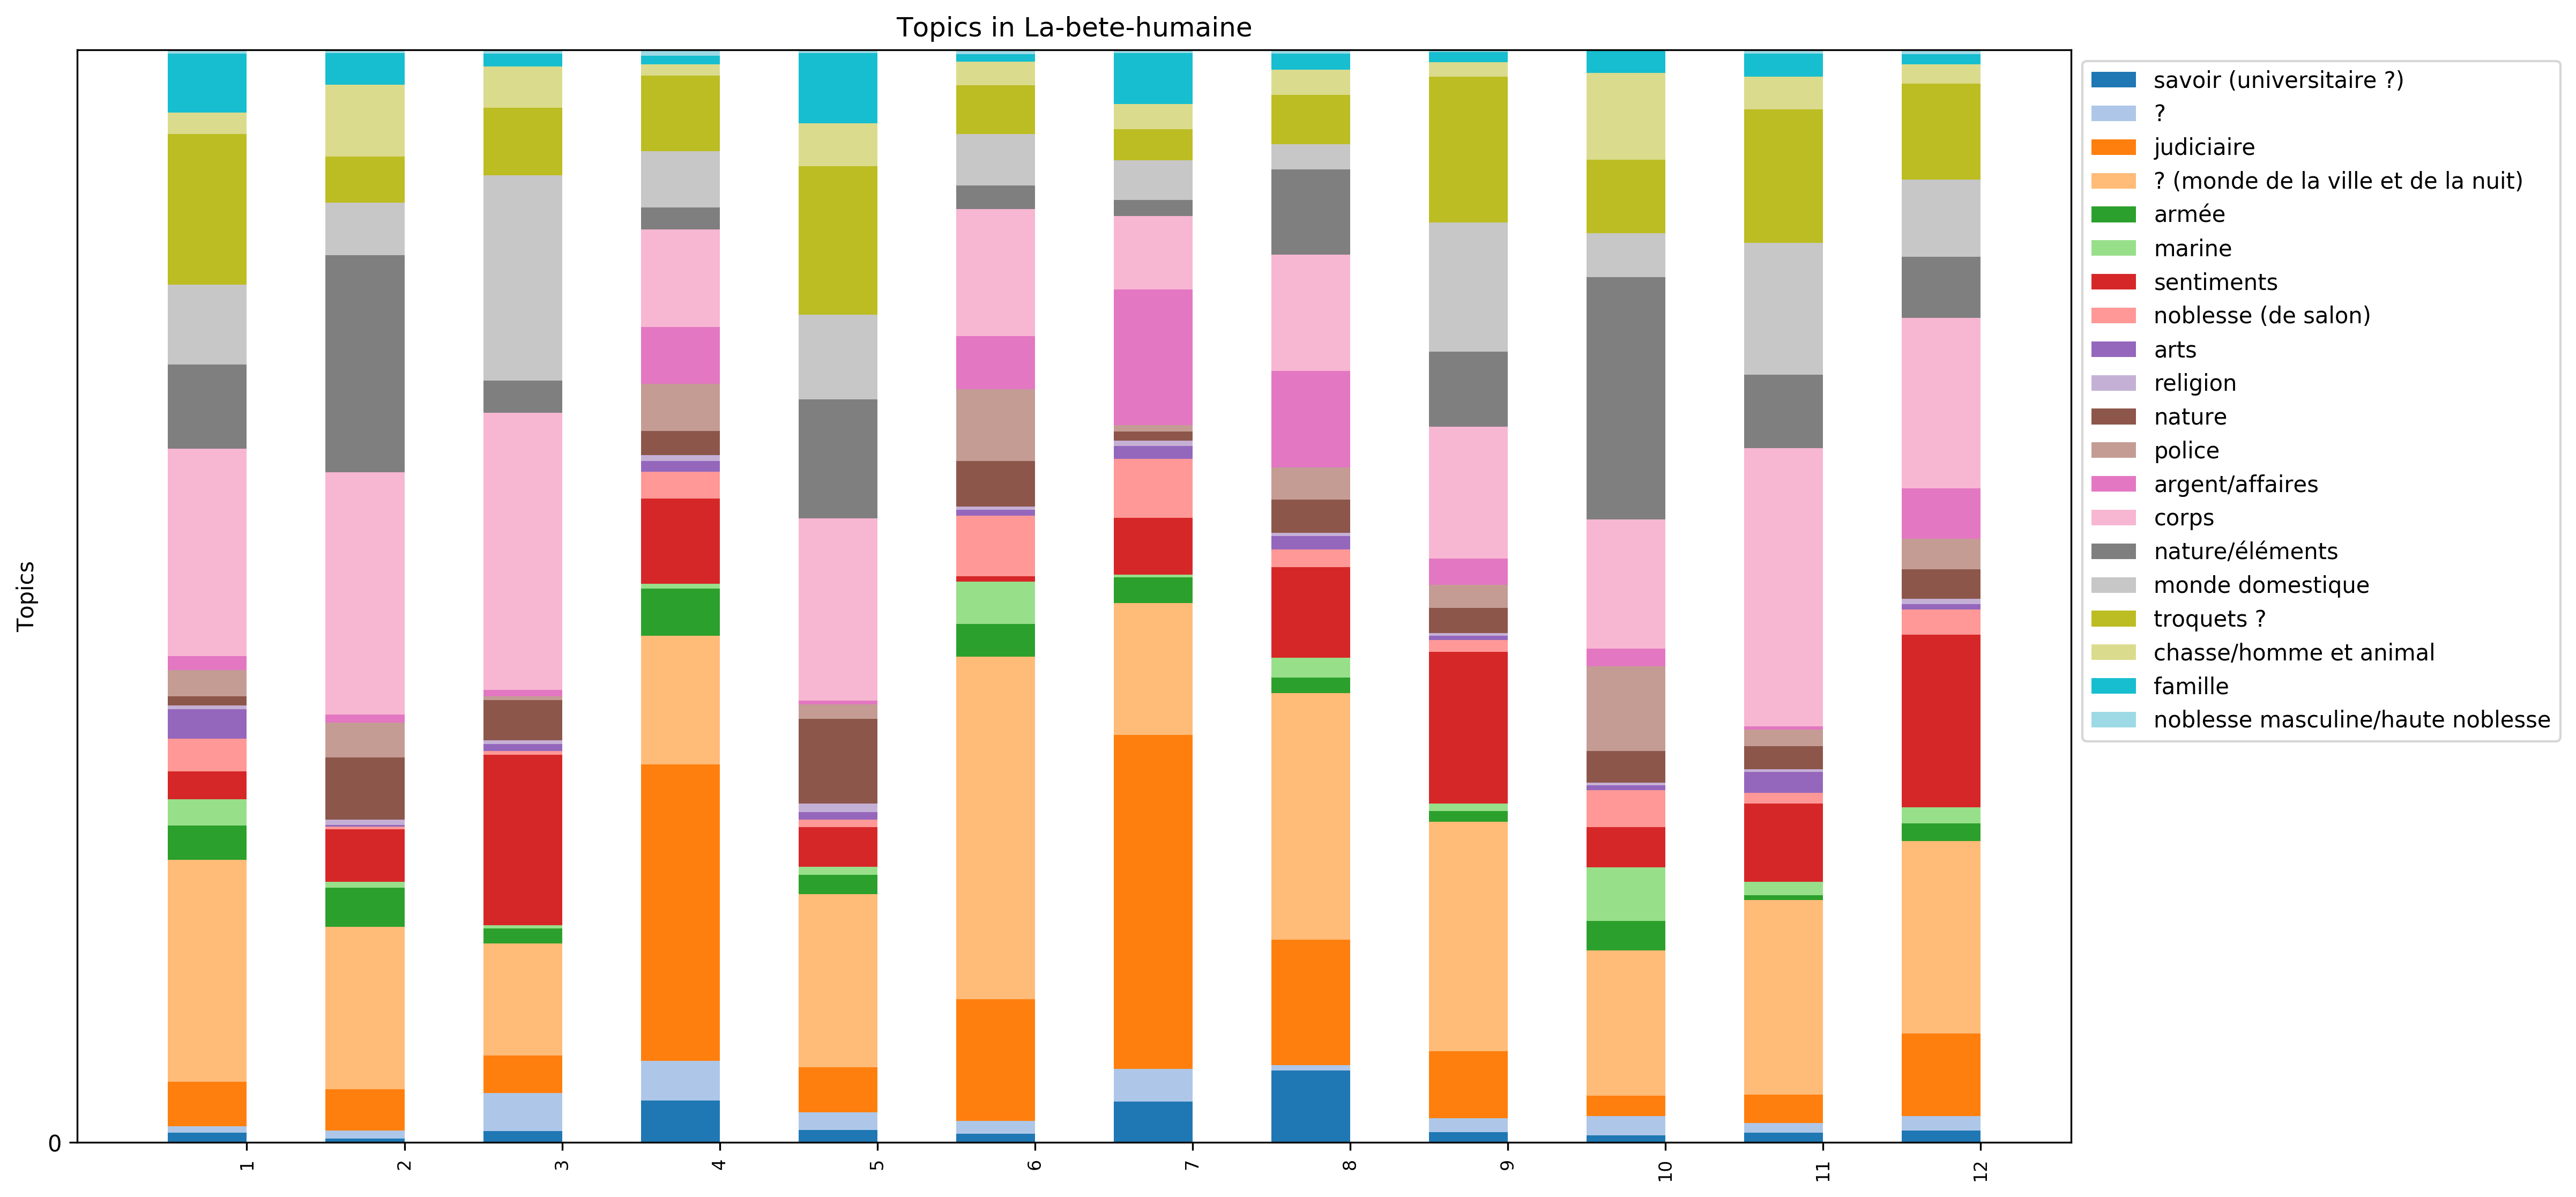 Topics in La-bete-humaine
Topics
0
1
2
3
4
5
6
7
8
9
10
11
12
savoir (universitaire ?)
?
judiciaire
? (monde de la ville et de la nuit)
armée
marine
sentiments
noblesse (de salon)
arts
religion
nature
police
argent/affaires
corps
nature/éléments
monde domestique
troquets ?
chasse/homme et animal
famille
noblesse masculine/haute noblesse